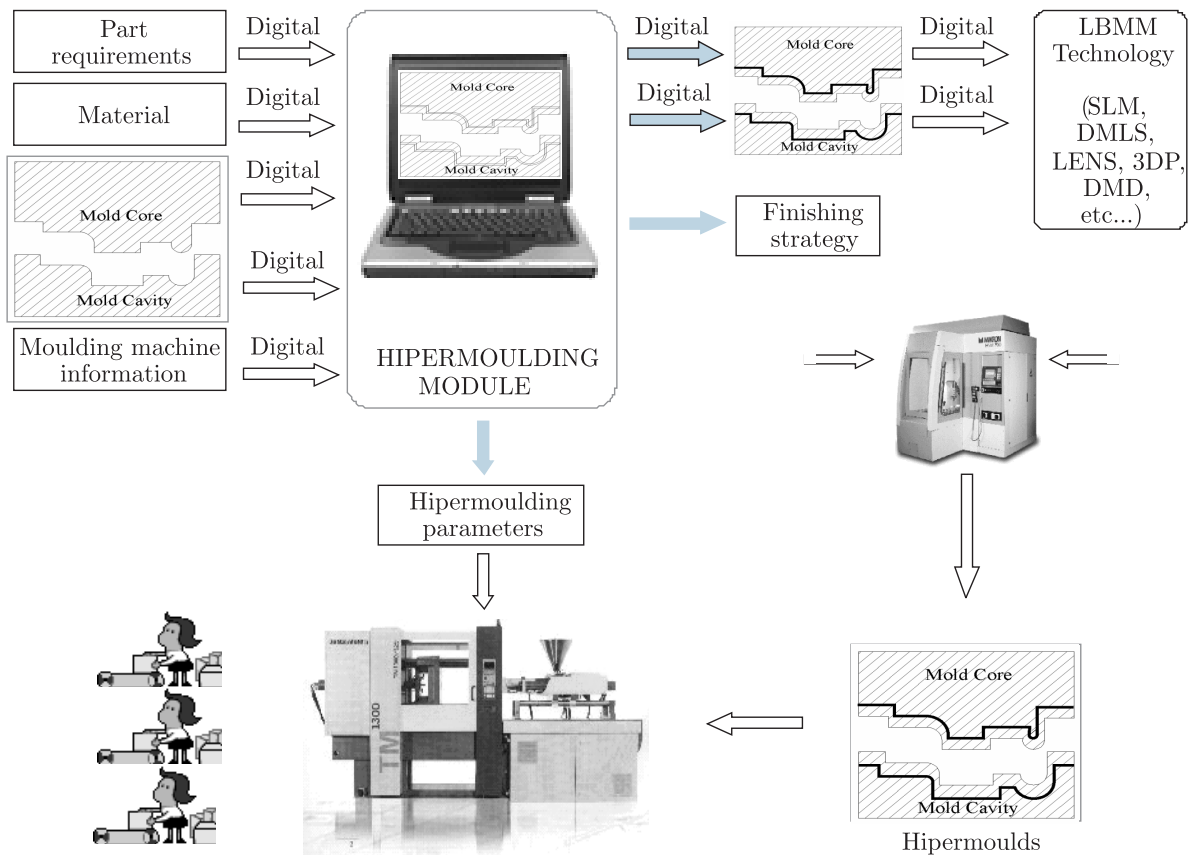 Part
requirements
Digital
Material
Digital
Mold Core
Mold Cavity
Digital
Digital
Moulding machine
information
Digital
Mold Core
Mold Cavity
HIPERMOULDING
MODULE
Digital
Digital
Mold Core
Mold Cavity
Digital
Digital
LBMM
Technology
(SLM,
DMLS,
LENS, 3DP,
DMD,
etc...)
Finishing
strategy
Hipermoulding
parameters
TM 1300
Mold Core
Mold Cavity
Hipermoulds